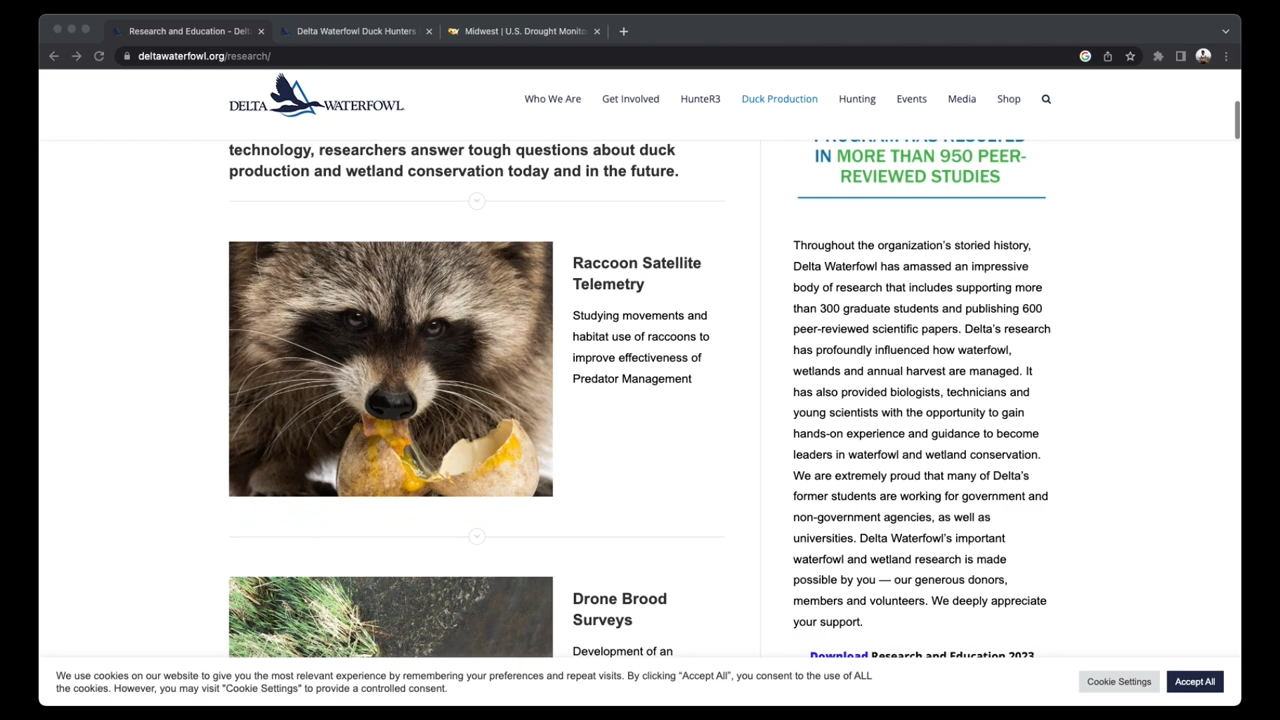 Research and Education - Delt
Delta Waterfowl Duck Hunters
Midwest | U.S. Drought Monito
deltawaterfowl.org/research/
DELTA WATERFOWL
Who We Are
Get Involved
HunteR3
Duck Production
Hunting
Events
Media
Shop
technology, researchers answer tough questions about duck
production and wetland conservation today and in the future.
Raccoon Satellite
Telemetry
Studying movements and
habitat use of raccoons to
improve effectiveness of
Predator Management
Drone Brood
Surveys
Development of an
PROGRAM HAS RESULTED
IN MORE THAN 950 PEER-
REVIEWED STUDIES
Throughout the organization’s storied history,
Delta Waterfowl has amassed an impressive
body of research that includes supporting more
than 300 graduate students and publishing 600
peer-reviewed scientific papers. Delta’s research
has profoundly influenced how waterfowl,
wetlands and annual harvest are managed. It
has also provided biologists, technicians and
young scientists with the opportunity to gain
hands-on experience and guidance to become
leaders in waterfowl and wetland conservation.
We are extremely proud that many of Delta’s
former students are working for government and
non-government agencies, as well as
universities. Delta Waterfowl’s important
waterfowl and wetland research is made
possible by you — our generous donors,
members and volunteers. We deeply appreciate
your support.
Download Research and Education 2023
We use cookies on our website to give you the most relevant experience by remembering your preferences and repeat visits. By clicking “Accept All”, you consent to the use of ALL
the cookies. However, you may visit "Cookie Settings" to provide a controlled consent.
Cookie Settings
Accept All